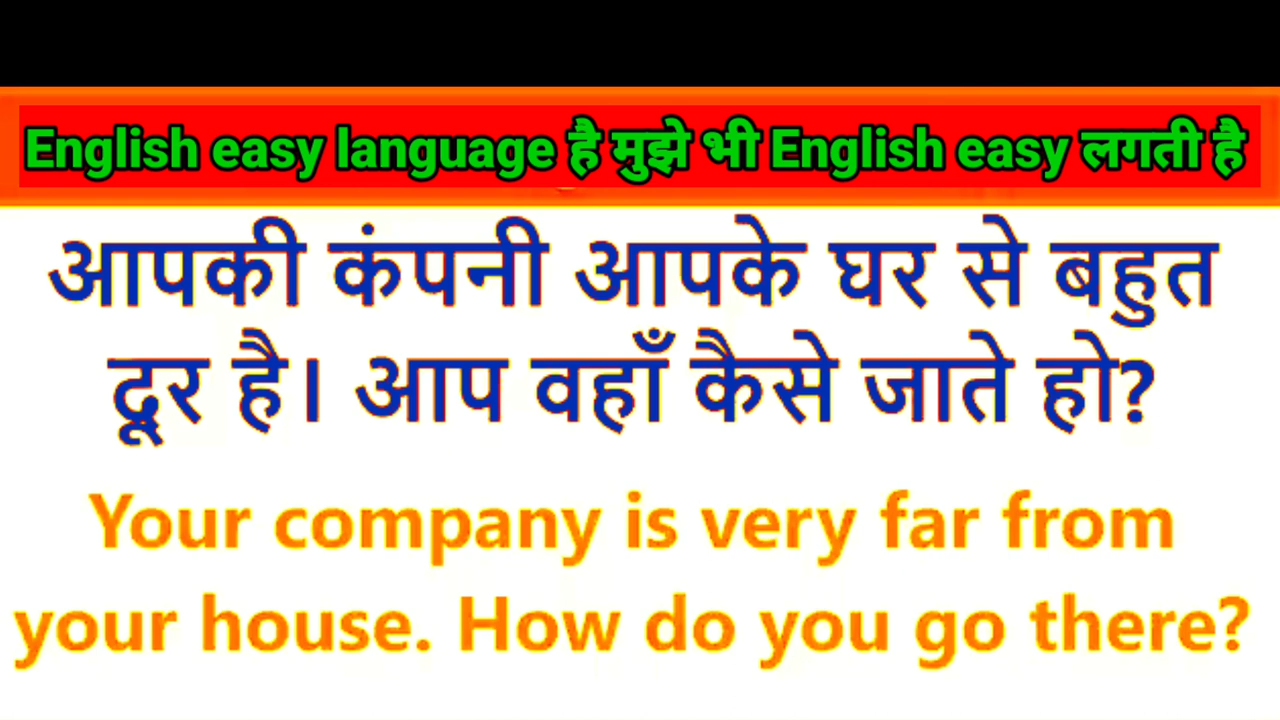 English easy language है मुझे भी English easy लगती है
आपकी कंपनी आपके घर से बहुत
दूर है। आप वहाँ कैसे जाते हो?
Your company is very far from
your house. How do you go there?